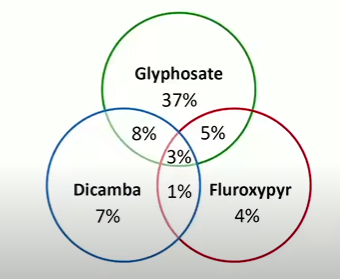 Glyphosate
37%
8%
5%
3%
Dicamba
1%
Fluroxypyr
7%
4%